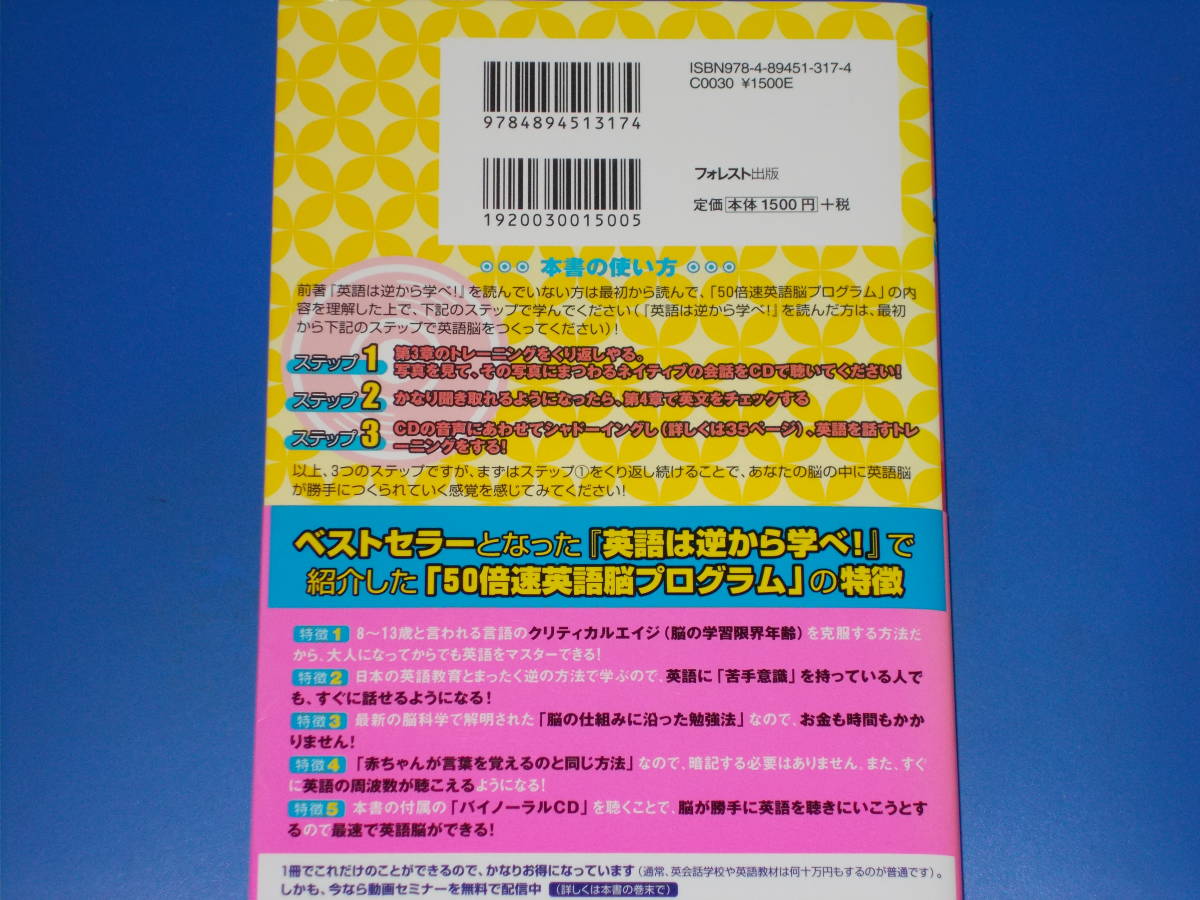 ISBN978-4-89451-317-4
C0030 ¥1500E
9784894513174
フォレスト出版
定価 本体1500円 +税
1920030015005
本書の使い方
前著『英語は逆から学べ!』を読んでいない方は最初から読んで、「50倍速英語脳プログラム」の内
容を理解した上で、下記のステップで学んでください(『英語は逆から学べ!』を読んだ方は、最初
から下記のステップで英語脳をつくってください)!
ステップ1 第3章のトレーニングをくり返しやる。
写真を見て、その写真にまつわるネイティブの会話をCDで聴いてください!
ステップ2 かなり聞き取れるようになったら、第4章で英文をチェックする
ステップ3 CDの音声にあわせてシャドーイングし(詳しくは35ページ)、英語を話すトレ
ーニングをする!
以上、3つのステップですが、まずはステップ①をくり返し続けることで、あなたの脳の中に英語脳
が勝手につくられていく感覚を感じてみてください!
ベストセラーとなった『英語は逆から学べ!』で
紹介した「50倍速英語脳プログラム」の特徴
特徴1 8〜13歳と言われる言語のクリティカルエイジ(脳の学習限界年齢)を克服する方法だ
から、大人になってからでも英語をマスターできる!
特徴2 日本の英語教育とまったく逆の方法で学ぶので、英語に「苦手意識」を持っている人で
も、すぐに話せるようになる!
特徴3 最新の脳科学で解明された「脳の仕組みに沿った勉強法」なので、お金も時間もかか
りません!
特徴4 「赤ちゃんが言葉を覚えるのと同じ方法」なので、暗記する必要はありません。また、すぐ
に英語の周波数が聴こえるようになる!
特徴5 本書の付属の「バイノーラルCD」を聴くことで、脳が勝手に英語を聴きにいこうとす
るので最速で英語脳ができる!
1冊でこれだけのことができるので、かなりお得になっています(通常、英会話学校や英語教材は何十万円もするのが普通です)。
しかも、今なら動画セミナーを無料で配信中 (詳しくは本書の巻末で)